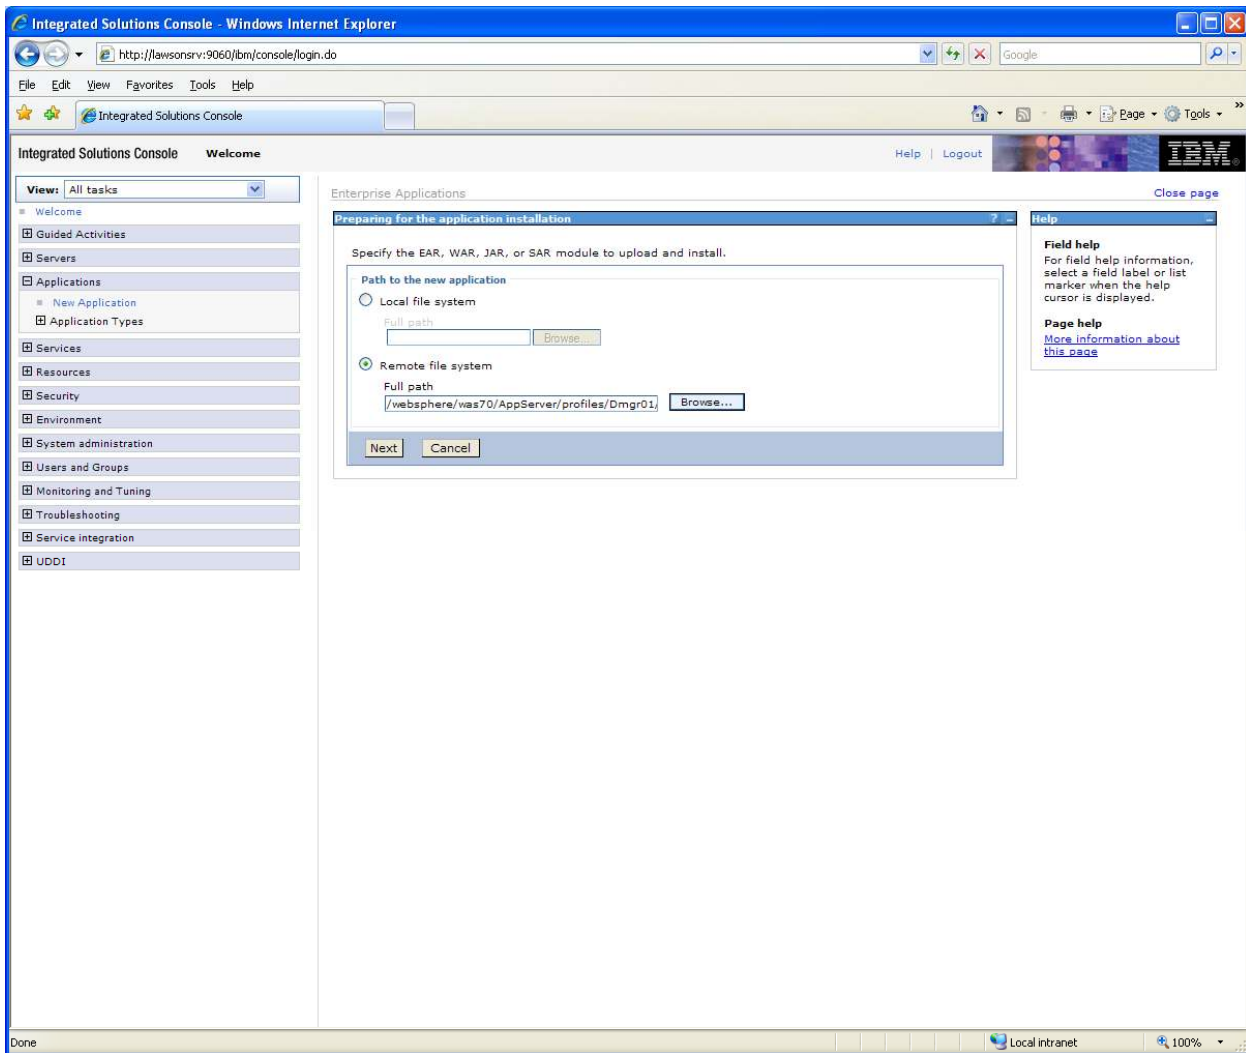 Integrated Solutions Console - Windows Internet Explorer
http://lawsonsrv:9060/ibm/console/login.do
Google
File Edit View Favorites Tools Help
Integrated Solutions Console
Page Tools »
Integrated Solutions Console Welcome
Help | Logout
IBM®
View: All tasks
Welcome
Guided Activities
Servers
Applications
New Application
Application Types
Services
Resources
Security
Environment
System administration
Users and Groups
Monitoring and Tuning
Troubleshooting
Service integration
UDDI
Enterprise Applications
Close page
Preparing for the application installation ? -
Specify the EAR, WAR, JAR, or SAR module to upload and install.
Path to the new application
Local file system
Full path
Browse...
Remote file system
Full path
/websphere/was70/AppServer/profiles/Dmgr01/
Browse...
Next Cancel
Help -
Field help
For field help information,
select a field label or list
marker when the help
cursor is displayed.
Page help
More information about
this page
Done
Local intranet
100%